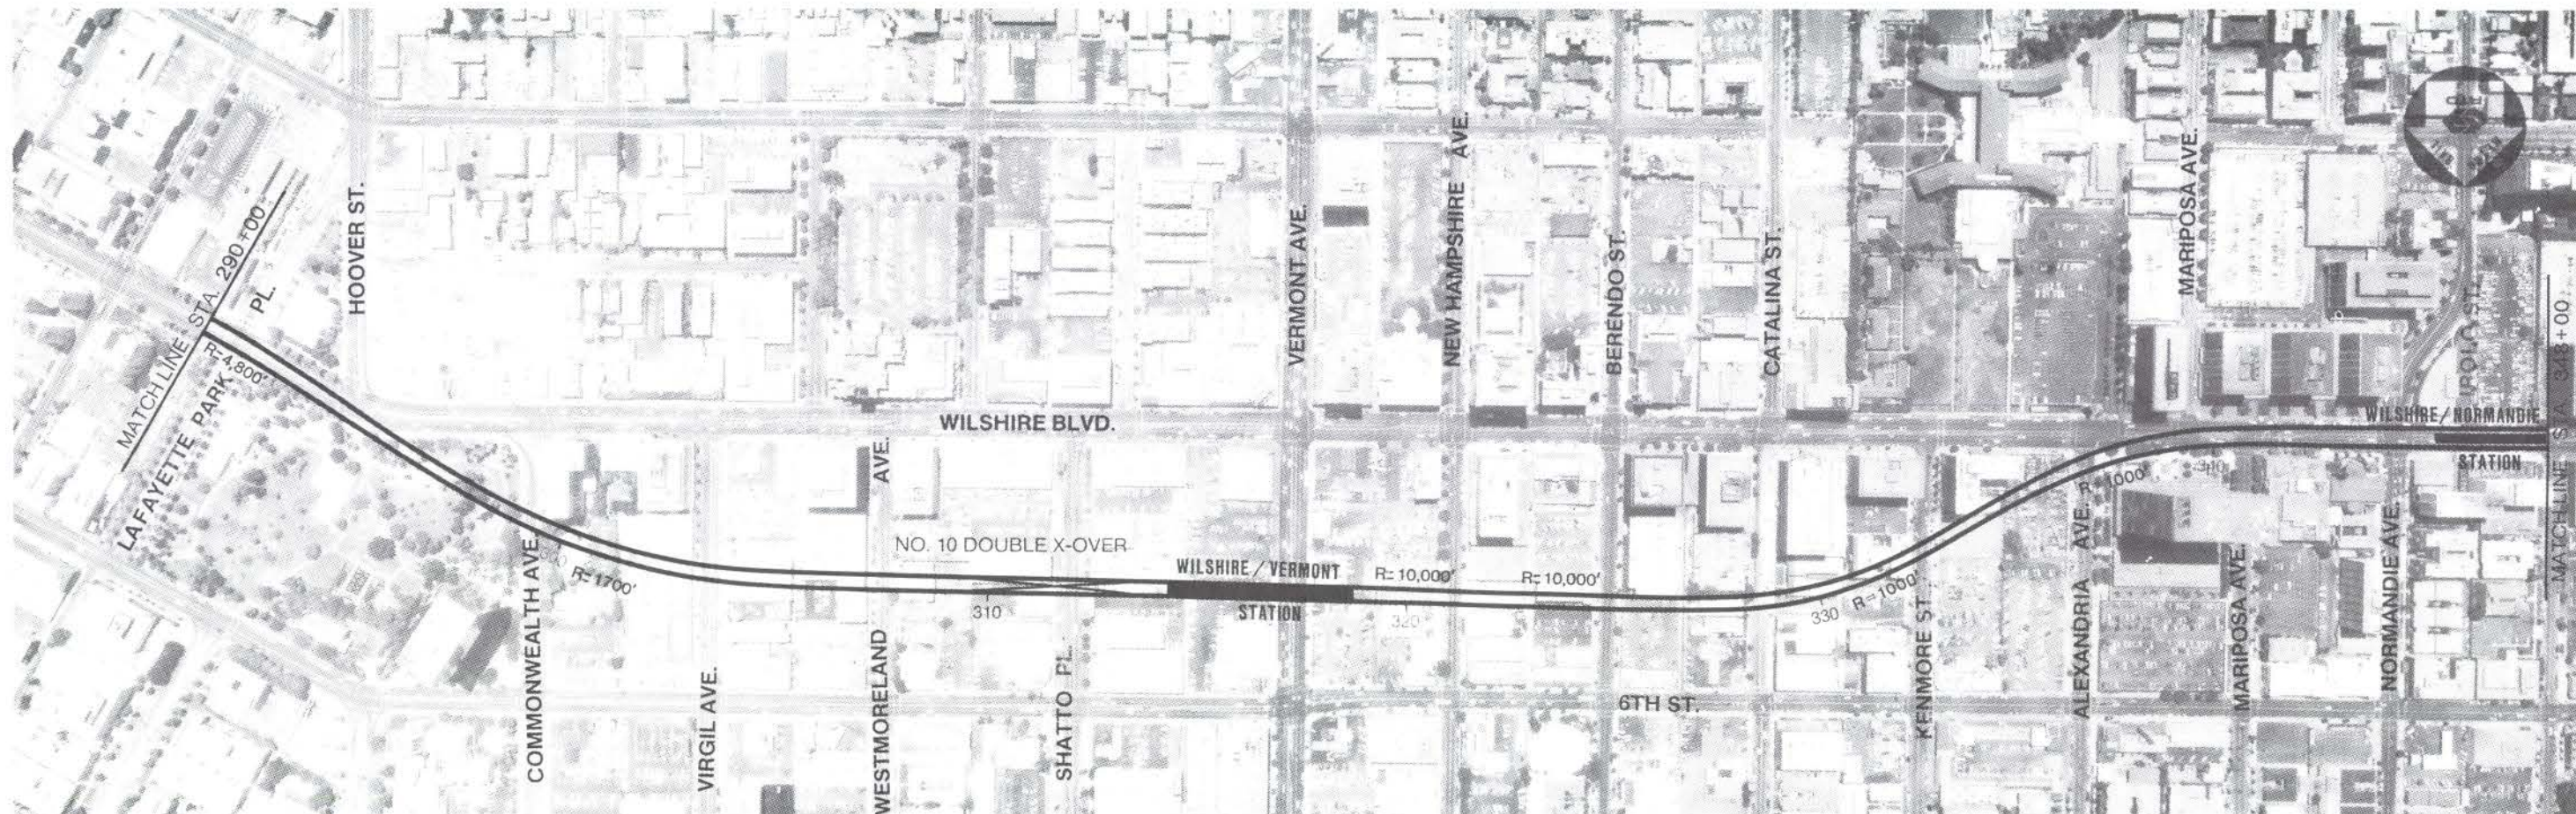 MATCH LINE STA. 290+00
LAFAYETTE PARK PL.
R=4,800'
HOOVER ST.
COMMONWEALTH AVE.
R=1700'
VIRGIL AVE.
WESTMORELAND AVE.
WILSHIRE BLVD.
NO. 10 DOUBLE X-OVER
310
SHATTO PL.
WILSHIRE / VERMONT
STATION
VERMONT AVE.
R=10,000'
320
NEW HAMPSHIRE AVE.
R=10,000'
BERENDO ST.
6TH ST.
CATALINA ST.
330
R=1000'
KENMORE ST.
ALEXANDRIA AVE.
R=1000'
340
MARIPOSA AVE.
MARIPOSA AVE.
NORMANDIE AVE.
IROLO ST.
WILSHIRE/NORMANDIE
STATION
MATCH LINE STA. 343+00